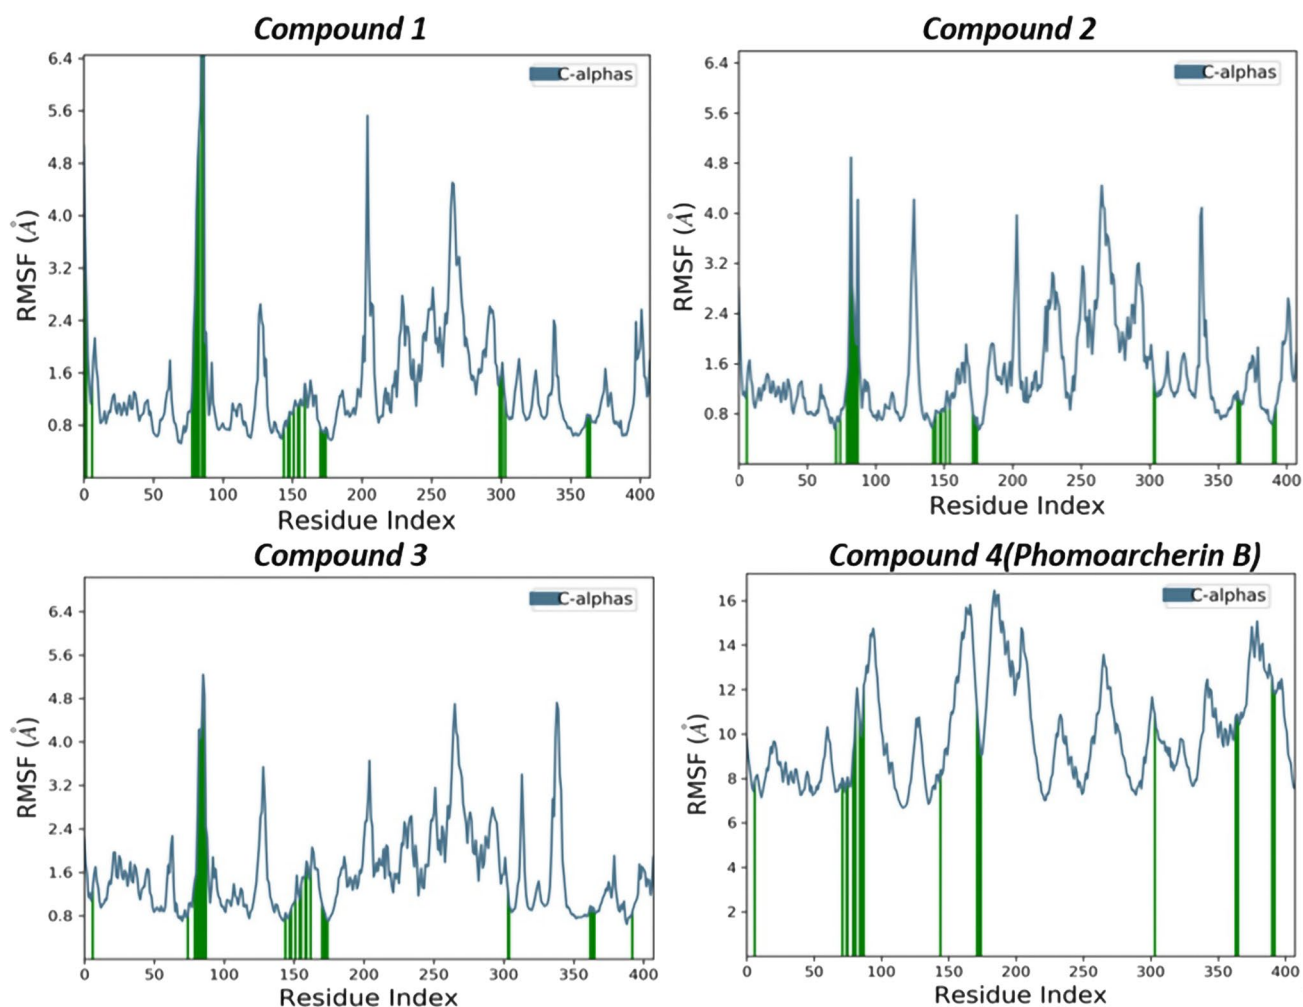 Compound 1
6.4
5.6
4.8
4.0
3.2
2.4
1.6
0.8
RMSF (Å)
C-alphas
0 50 100 150 200 250 300 350 400
Residue Index
Compound 2
6.4
5.6
4.8
4.0
3.2
2.4
1.6
0.8
RMSF (Å)
C-alphas
0 50 100 150 200 250 300 350 400
Residue Index
Compound 3
6.4
5.6
4.8
4.0
3.2
2.4
1.6
0.8
RMSF (Å)
C-alphas
0 50 100 150 200 250 300 350 400
Residue Index
Compound 4(Phomoarcherin B)
16
14
12
10
8
6
4
2
RMSF (Å)
C-alphas
0 50 100 150 200 250 300 350 400
Residue Index